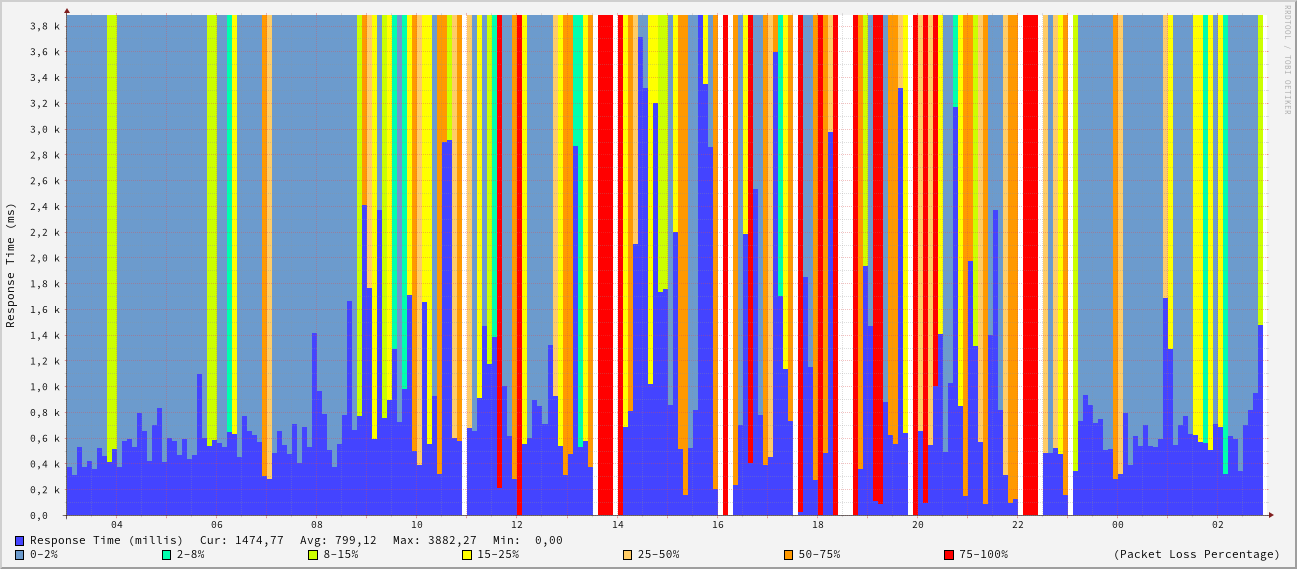 RRDTOOL / TOBI OETIKER
Response Time (ms)
3,8 k
3,6 k
3,4 k
3,2 k
3,0 k
2,8 k
2,6 k
2,4 k
2,2 k
2,0 k
1,8 k
1,6 k
1,4 k
1,2 k
1,0 k
0,8 k
0,6 k
0,4 k
0,2 k
0,0
04 06 08 10 12 14 16 18 20 22 00 02
Response Time (millis) Cur: 1474,77 Avg: 799,12 Max: 3882,27 Min: 0,00
0-2% 2-8% 8-15% 15-25% 25-50% 50-75% 75-100% (Packet Loss Percentage)